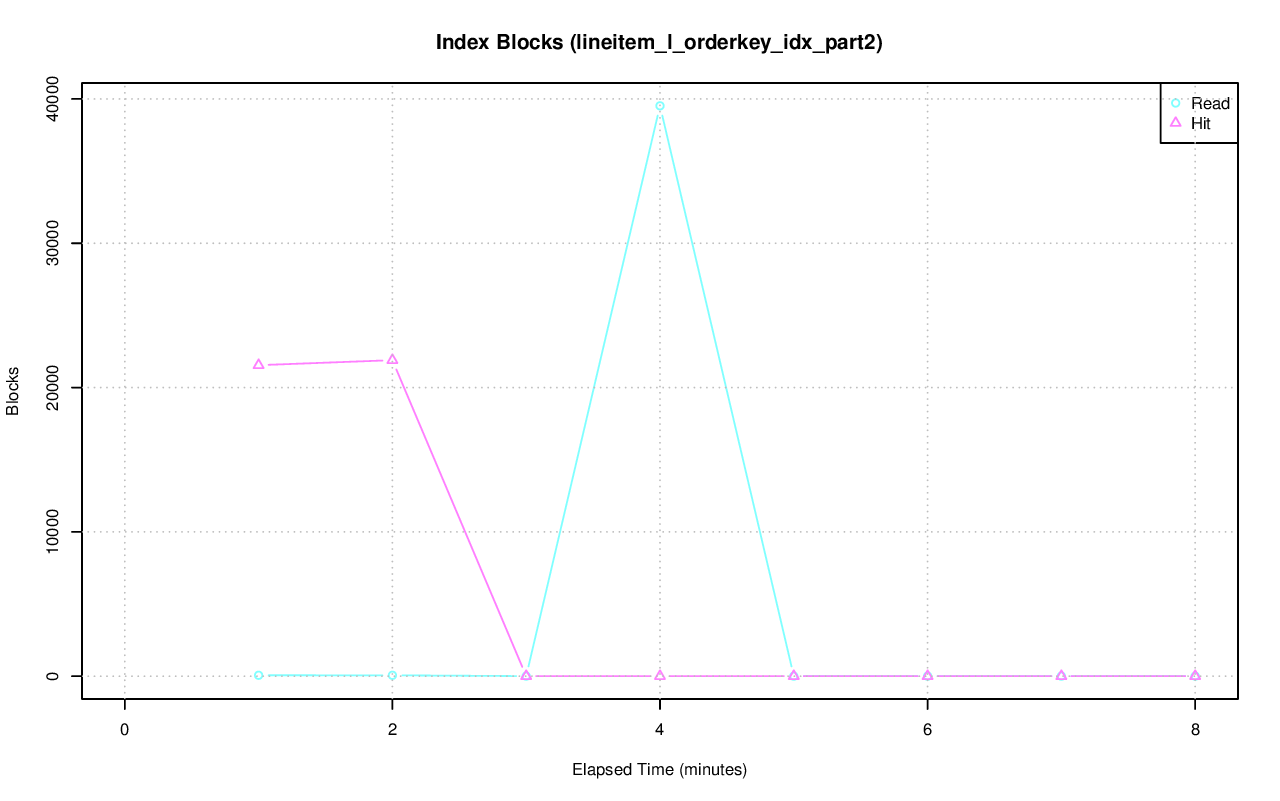 Index Blocks (lineitem_l_orderkey_idx_part2)
Read
Hit
40000
30000
20000
10000
0
Blocks
0 2 4 6 8
Elapsed Time (minutes)